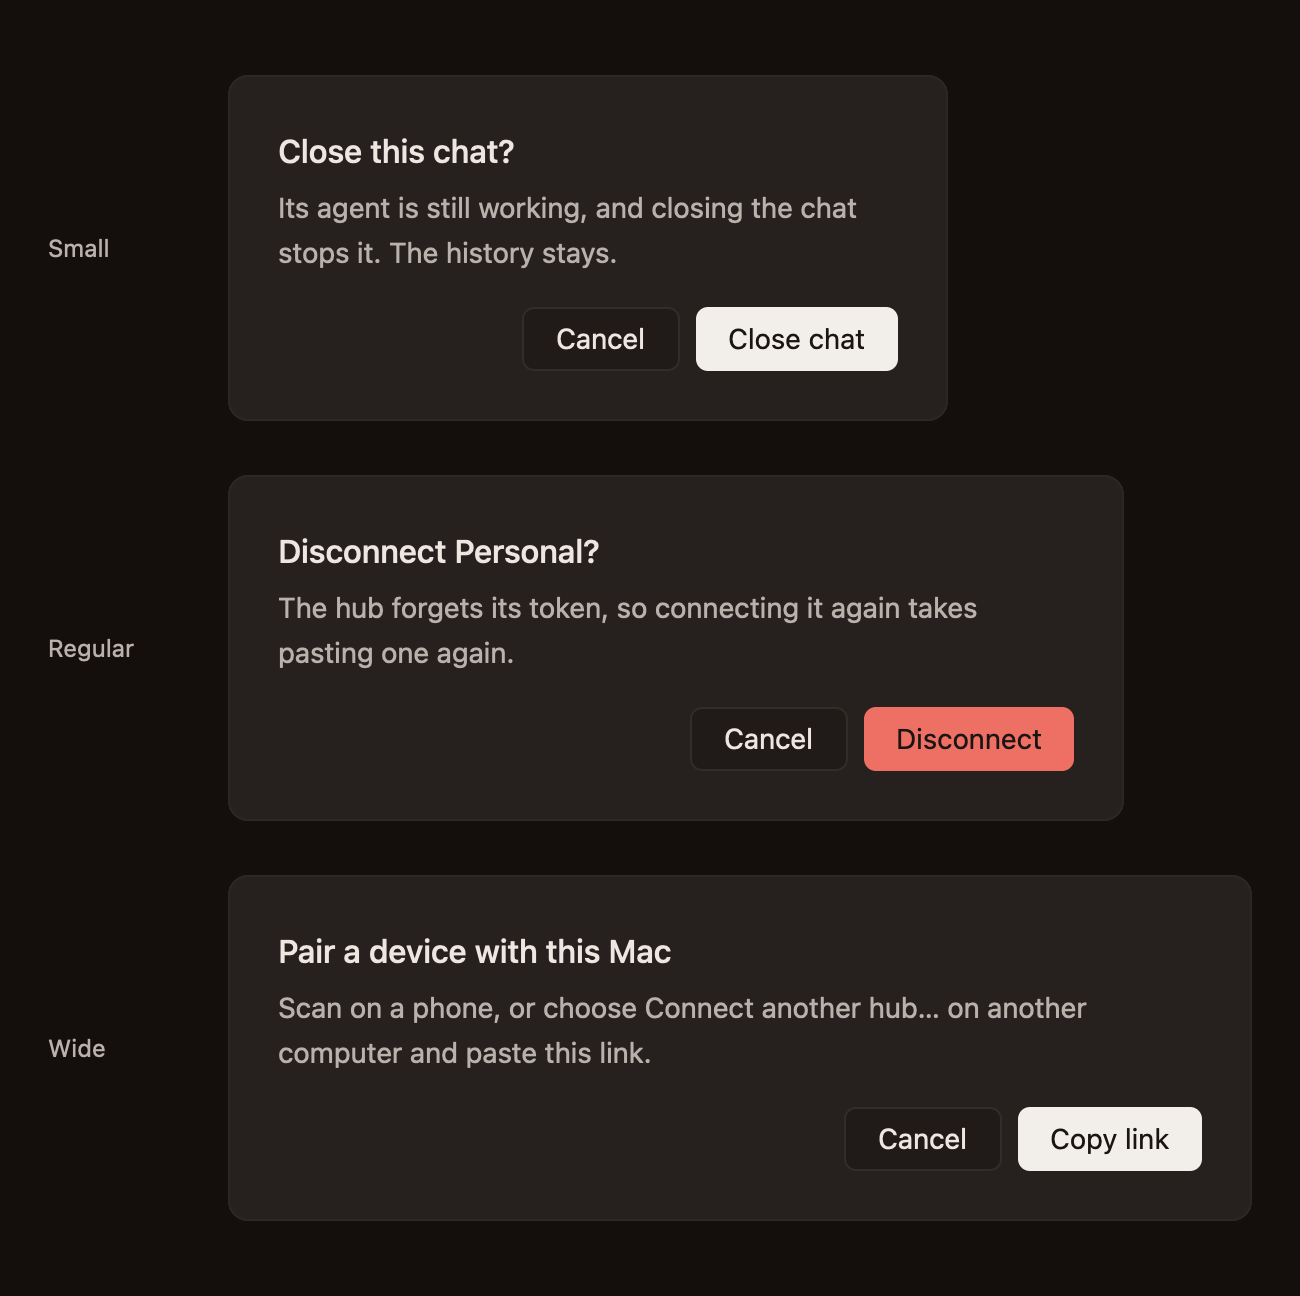 Close this chat?
Its agent is still working, and closing the chat
stops it. The history stays.
Small
Cancel
Close chat
Disconnect Personal?
The hub forgets its token, so connecting it again takes
pasting one again.
Regular
Cancel
Disconnect
Pair a device with this Mac
Scan on a phone, or choose Connect another hub... on another
computer and paste this link.
Wide
Cancel
Copy link